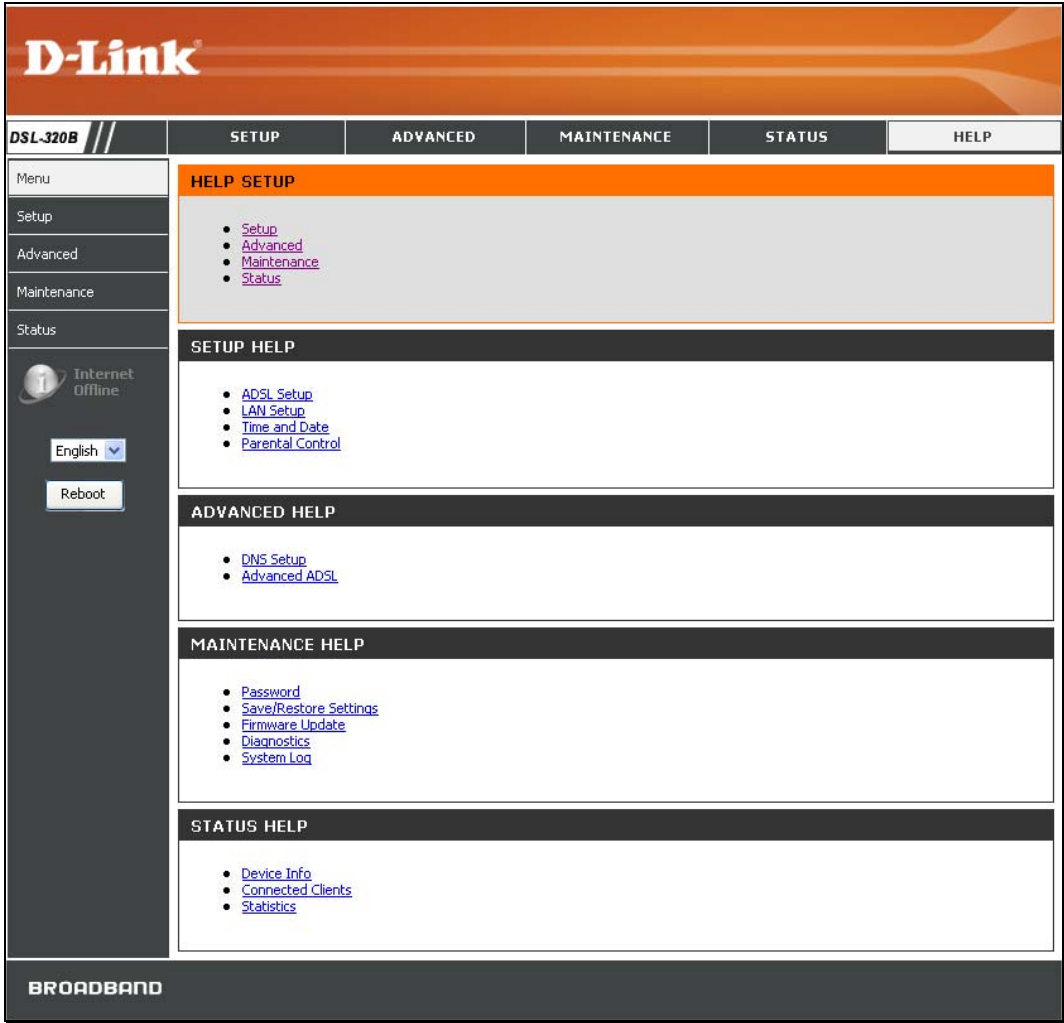 D-Link
DSL-320B SETUP ADVANCED MAINTENANCE STATUS HELP
Menu
Setup
Advanced
Maintenance
Status
Internet
Offline
English
Reboot
HELP SETUP
Setup
Advanced
Maintenance
Status
SETUP HELP
ADSL Setup
LAN Setup
Time and Date
Parental Control
ADVANCED HELP
DNS Setup
Advanced ADSL
MAINTENANCE HELP
Password
Save/Restore Settings
Firmware Update
Diagnostics
System Log
STATUS HELP
Device Info
Connected Clients
Statistics
BROADBAND